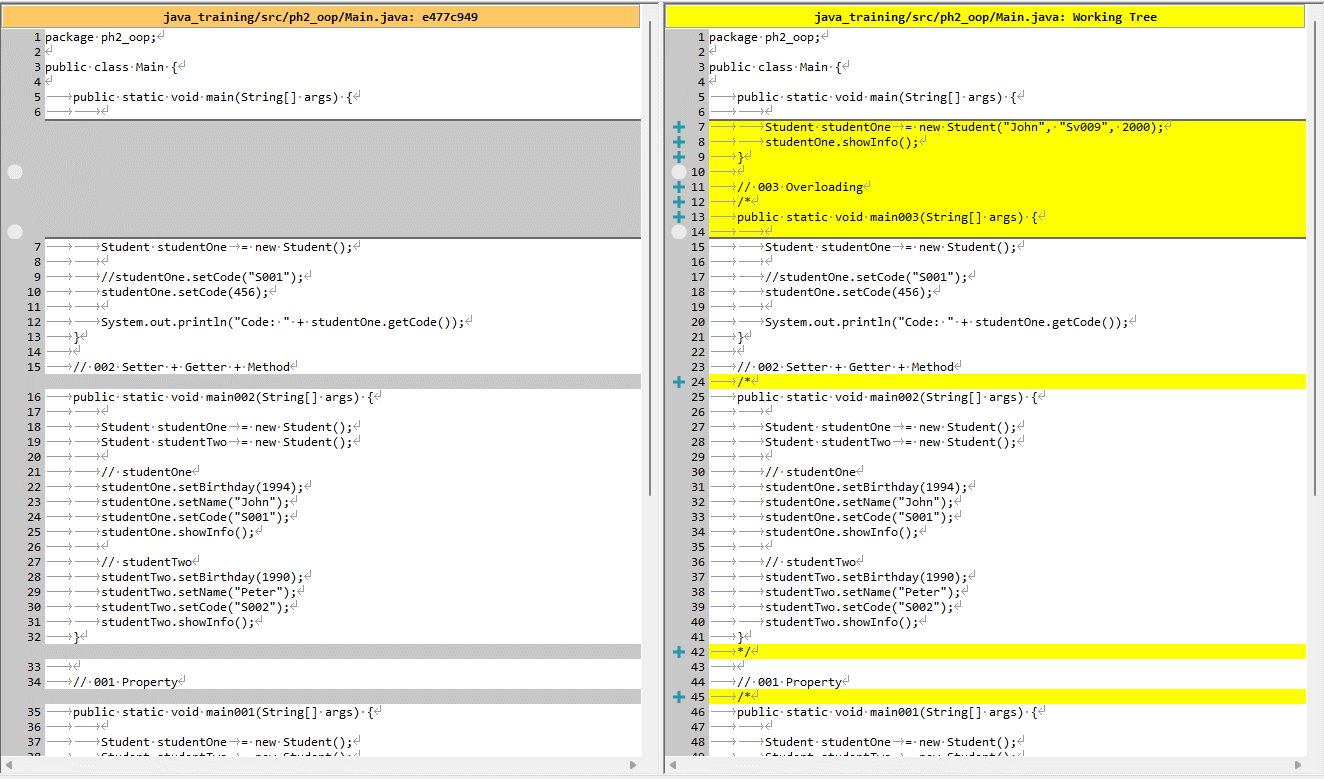 java_training/src/ph2_oop/Main.java: e477c949
1 package ph2_oop;
2
3 public class Main {
4
5 public static void main(String[] args) {
6
7 Student studentOne = new Student();
8
9 //studentOne.setCode("S001");
10 studentOne.setCode(456);
11
12 System.out.println("Code: " + studentOne.getCode());
13 }
14
15 // 002 Setter + Getter + Method
16 public static void main002(String[] args) {
17
18 Student studentOne = new Student();
19 Student studentTwo = new Student();
20
21 // studentOne
22 studentOne.setBirthday(1994);
23 studentOne.setName("John");
24 studentOne.setCode("S001");
25 studentOne.showInfo();
26
27 // studentTwo
28 studentTwo.setBirthday(1990);
29 studentTwo.setName("Peter");
30 studentTwo.setCode("S002");
31 studentTwo.showInfo();
32 }
33
34 // 001 Property
35 public static void main001(String[] args) {
36
37 Student studentOne = new Student();
java_training/src/ph2_oop/Main.java: Working Tree
1 package ph2_oop;
2
3 public class Main {
4
5 public static void main(String[] args) {
6
7 Student studentOne = new Student("John", "Sv009", 2000);
8 studentOne.showInfo();
9 }
10
11 // 003 Overloading
12 /*
13 public static void main003(String[] args) {
14
15 Student studentOne = new Student();
16
17 //studentOne.setCode("S001");
18 studentOne.setCode(456);
19
20 System.out.println("Code: " + studentOne.getCode());
21 }
22
23 // 002 Setter + Getter + Method
24 /*
25 public static void main002(String[] args) {
26
27 Student studentOne = new Student();
28 Student studentTwo = new Student();
29
30 // studentOne
31 studentOne.setBirthday(1994);
32 studentOne.setName("John");
33 studentOne.setCode("S001");
34 studentOne.showInfo();
35
36 // studentTwo
37 studentTwo.setBirthday(1990);
38 studentTwo.setName("Peter");
39 studentTwo.setCode("S002");
40 studentTwo.showInfo();
41 }
42 */
43
44 // 001 Property
45 /*
46 public static void main001(String[] args) {
47
48 Student studentOne = new Student();